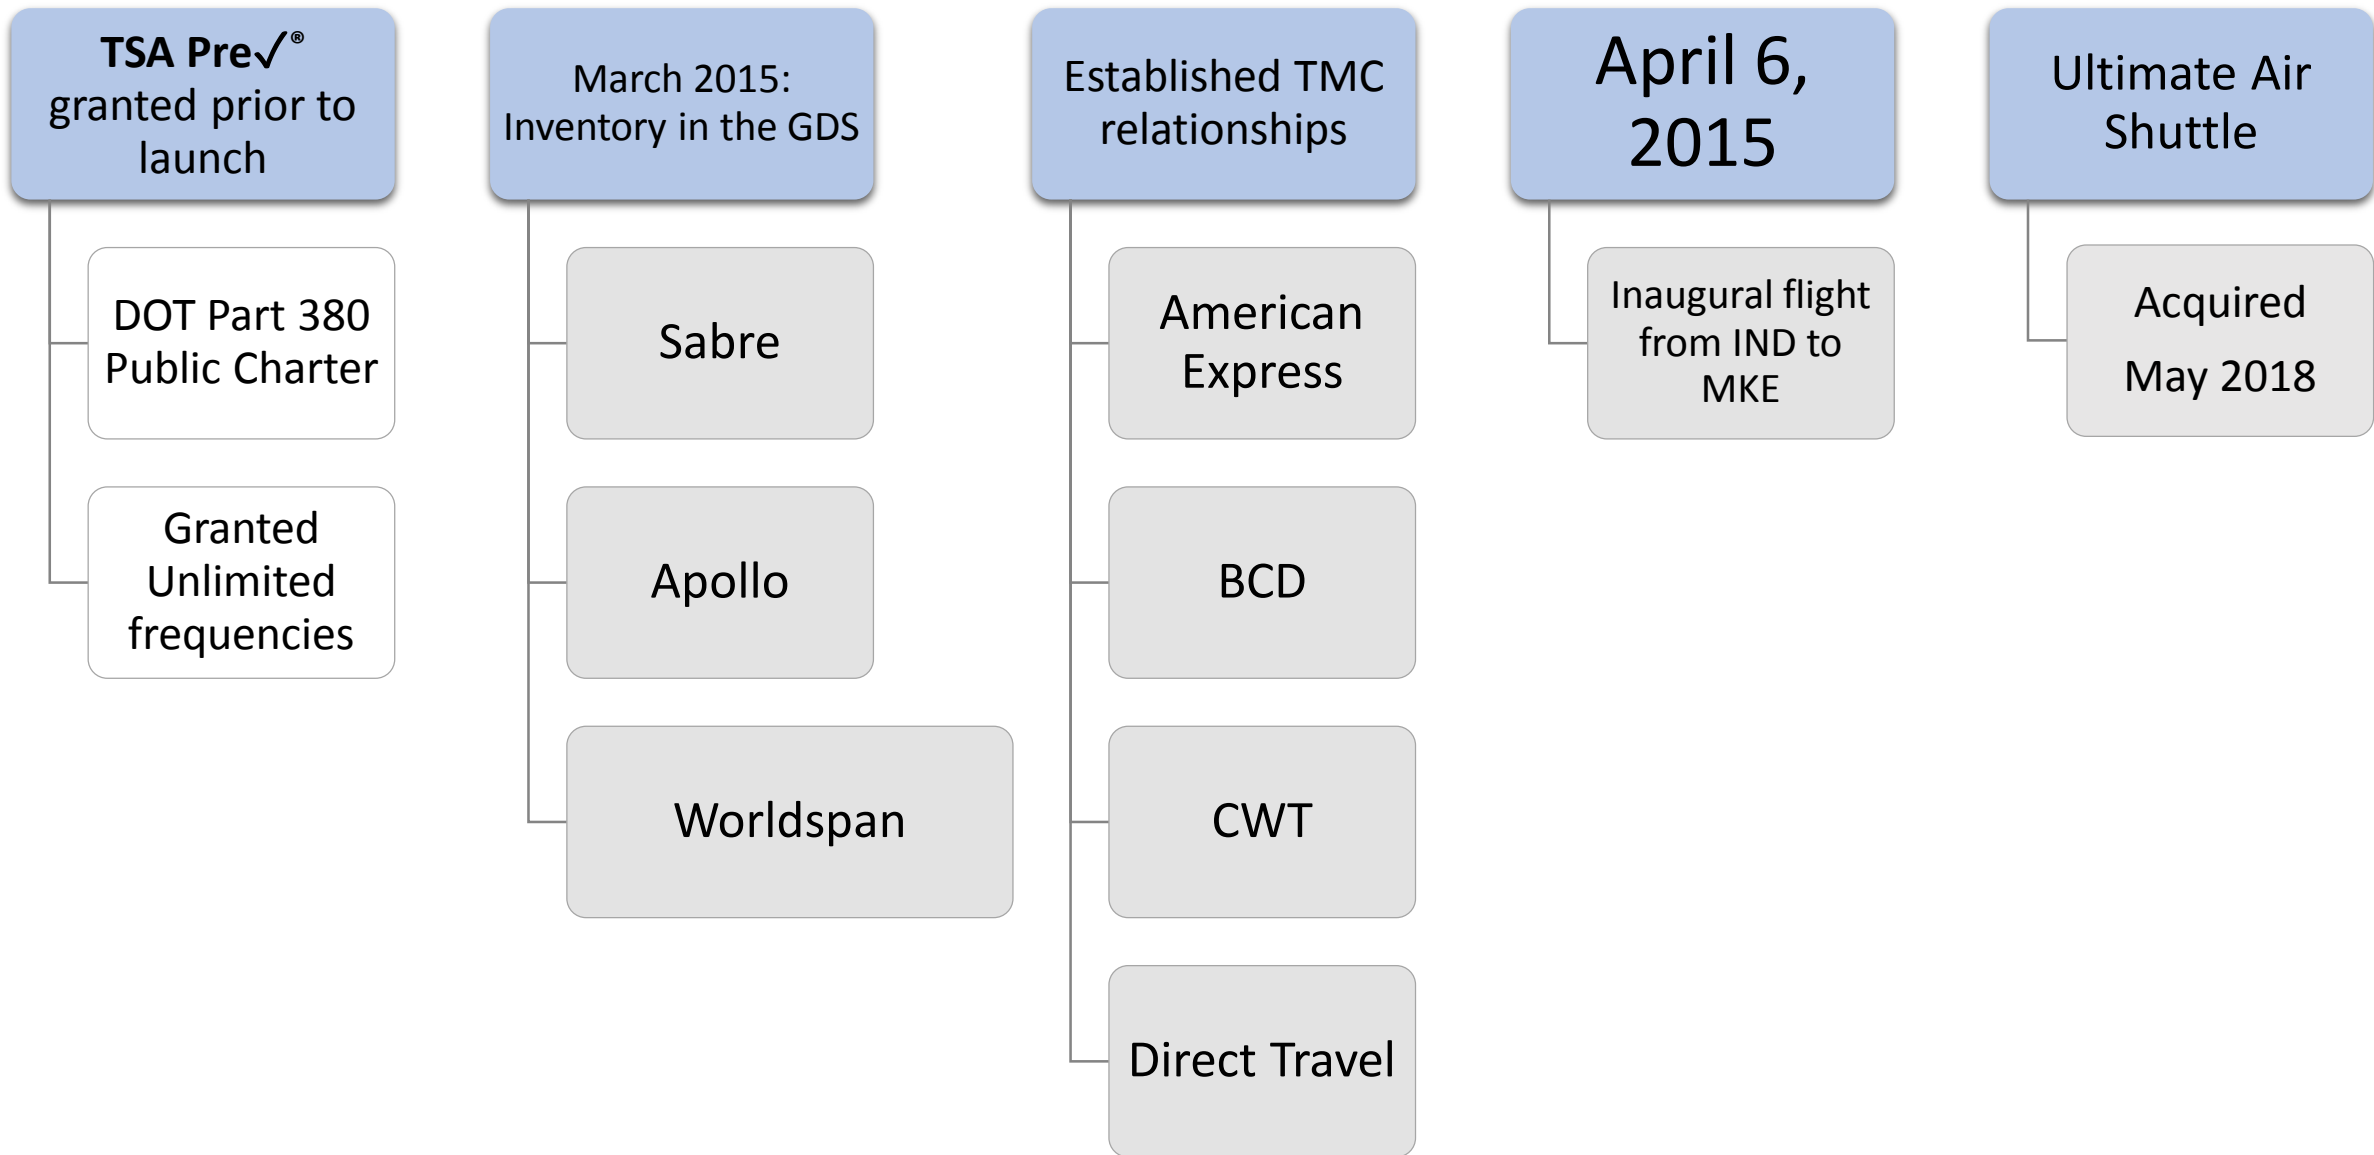 TSA Pre✓®
granted prior to
launch
DOT Part 380
Public Charter
Granted
Unlimited
frequencies
March 2015:
Inventory in the GDS
Sabre
Apollo
Worldspan
Established TMC
relationships
American
Express
BCD
CWT
Direct Travel
April 6,
2015
Inaugural flight
from IND to
MKE
Ultimate Air
Shuttle
Acquired
May 2018